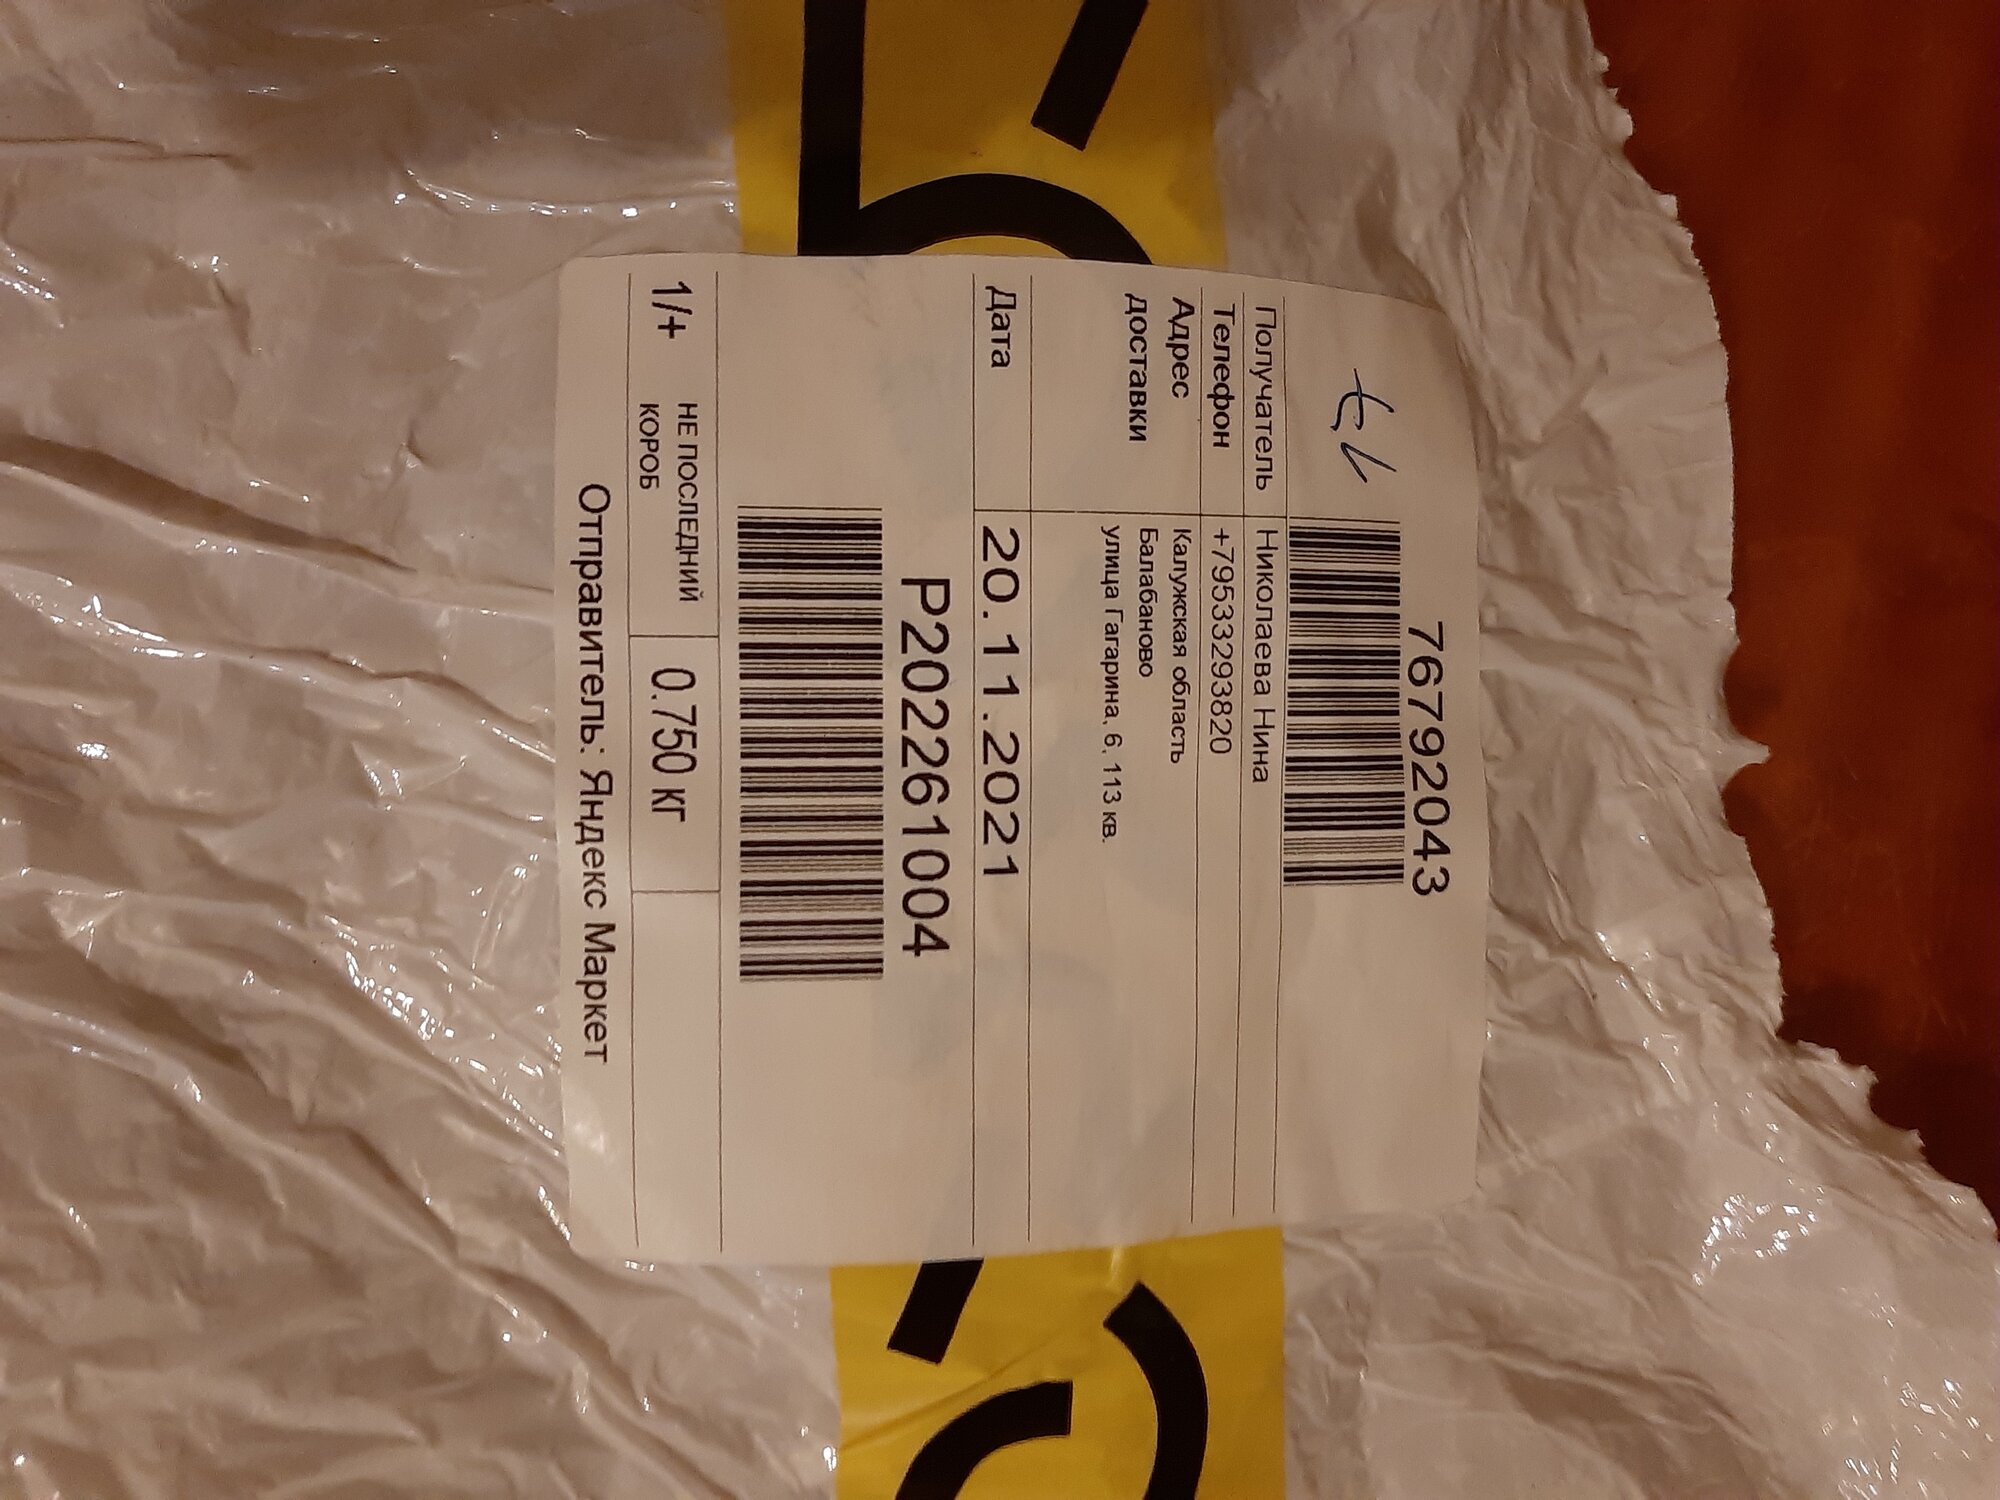 76792043
Получатель Николаева Нина
Телефон +79533293820
Адрес доставки Калужская область
Балабаново
улица Гагарина, 6, 113 кв.
Дата 20.11.2021
P202261004
1/+ НЕ ПОСЛЕДНИЙ КОРОБ 0.750 кг
Отправитель: Яндекс Маркет